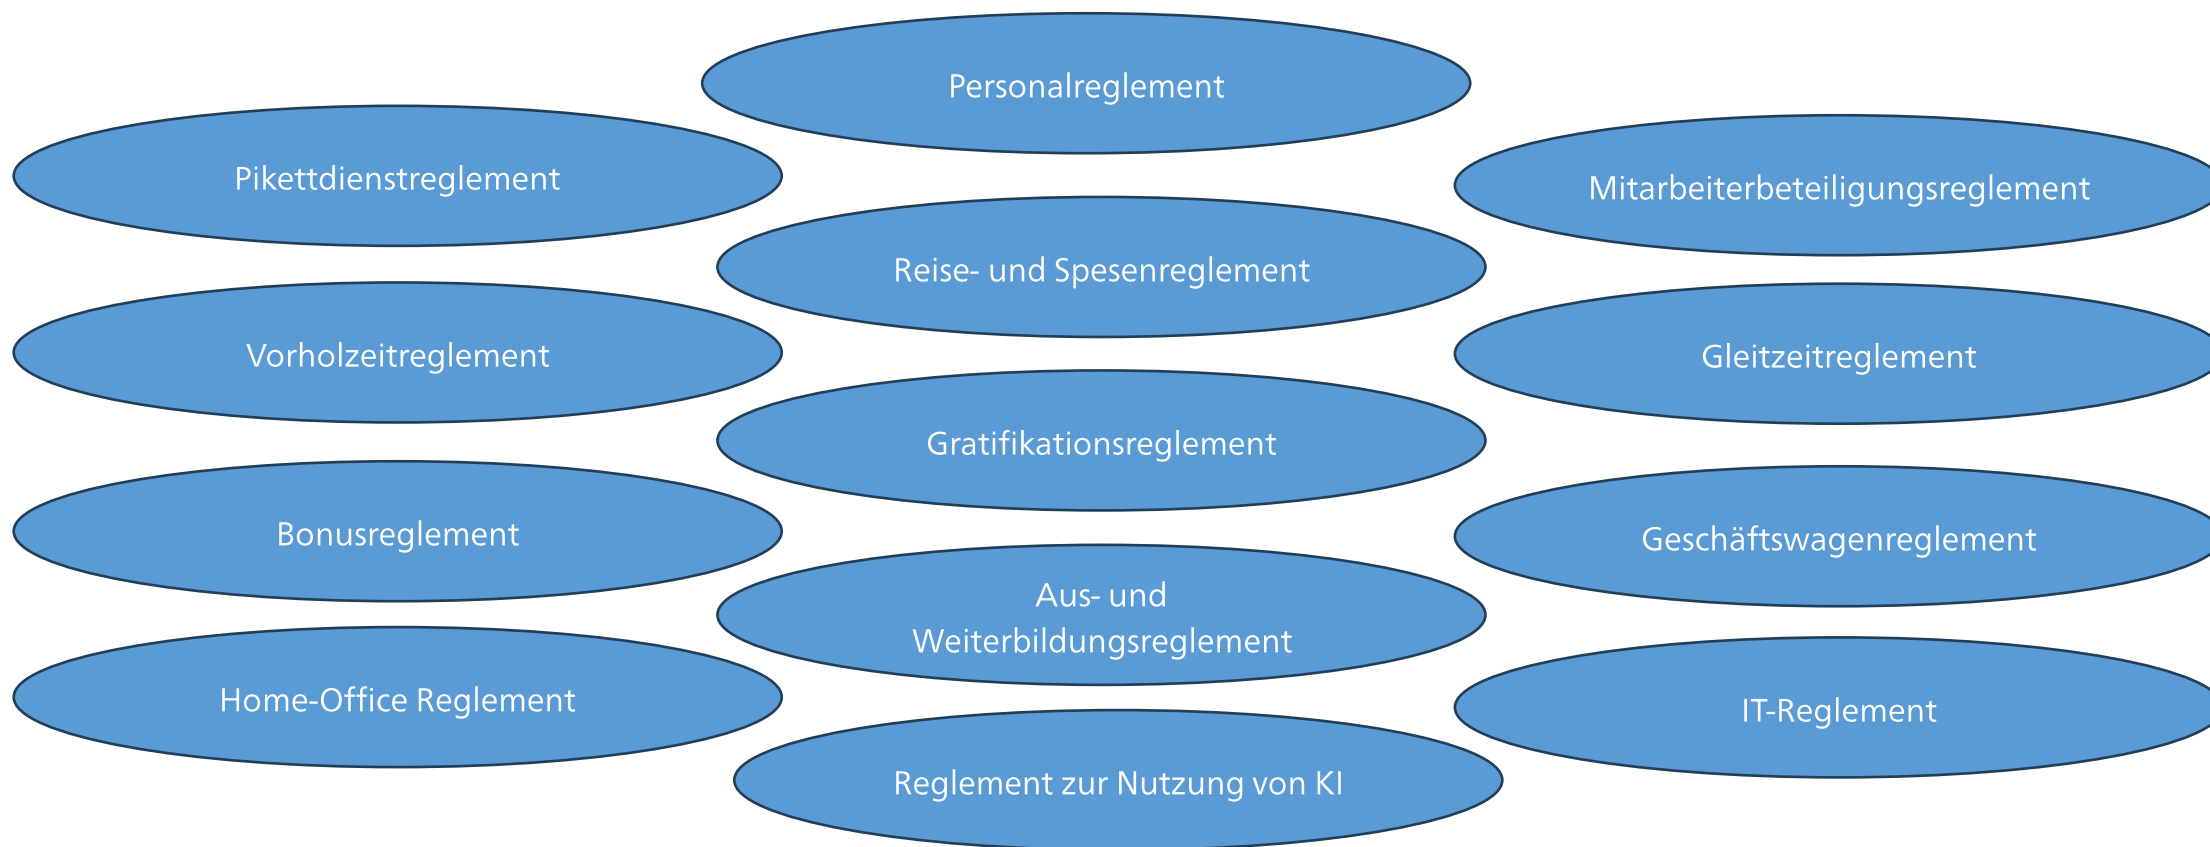 Personalreglement
Pikettdienstreglement
Mitarbeiterbeteiligungsreglement
Reise- und Spesenreglement
Vorholzeitreglement
Gleitzeitreglement
Gratifikationsreglement
Bonusreglement
Geschäftswagenreglement
Aus- und
Weiterbildungsreglement
Home-Office Reglement
IT-Reglement
Reglement zur Nutzung von KI